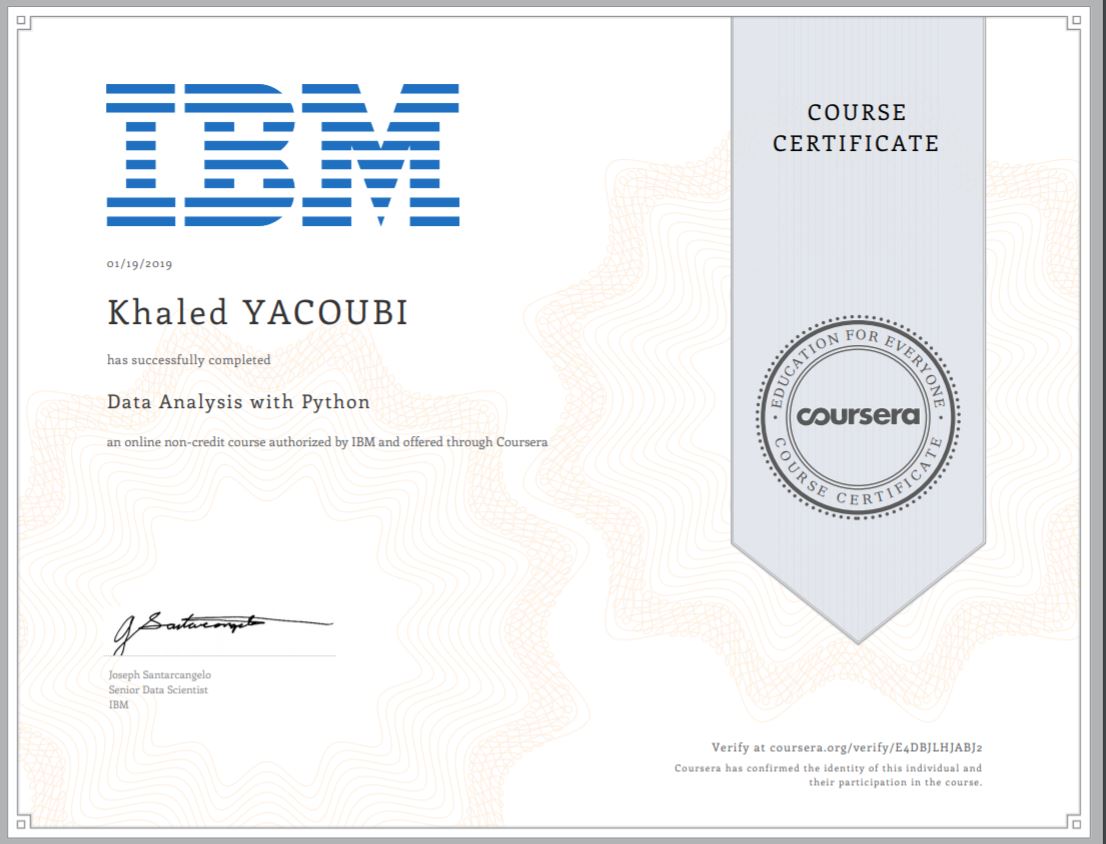 IBM
COURSE
CERTIFICATE
01/19/2019
Khaled YACOUBI
has successfully completed
Data Analysis with Python
an online non-credit course authorized by IBM and offered through Coursera
EDUCATION FOR EVERYONE
coursera
COURSE CERTIFICATE
J Santarcangelo
Joseph Santarcangelo
Senior Data Scientist
IBM
Verify at coursera.org/verify/E4DBJLHJABJ2
Coursera has confirmed the identity of this individual and
their participation in the course.